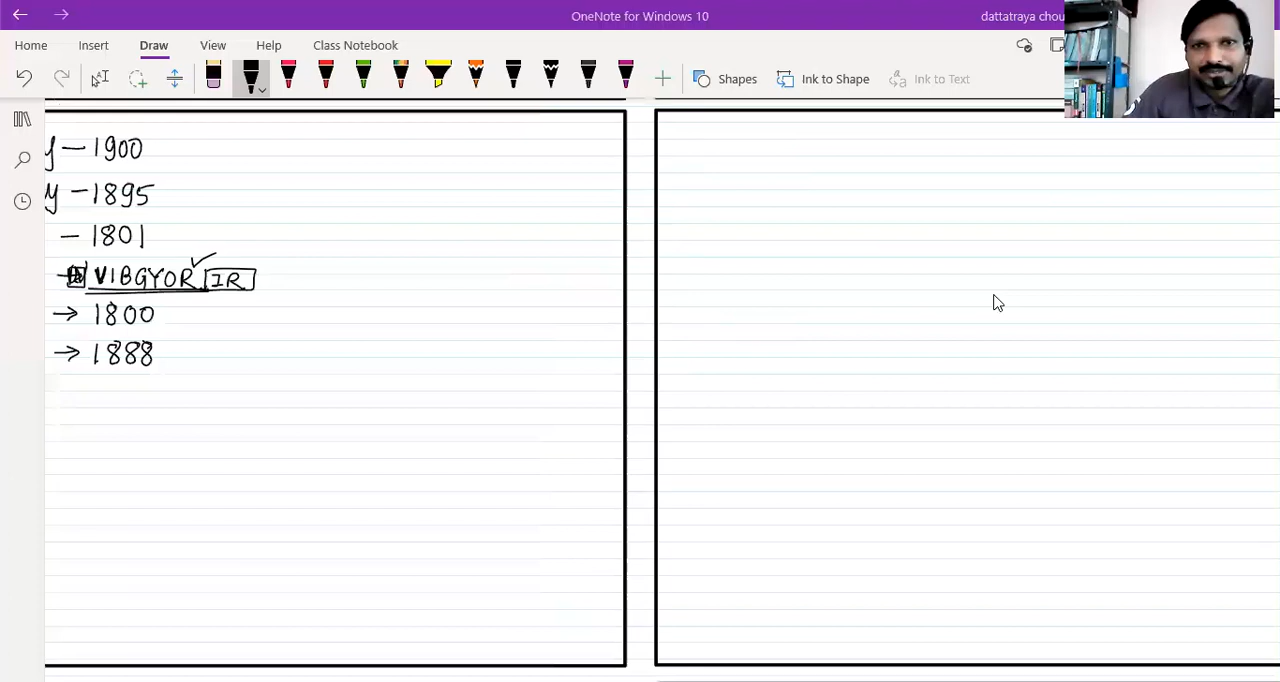 OneNote for Windows 10
dattatraya chou
Home Insert Draw View Help Class Notebook
Shapes Ink to Shape Ink to Text
y — 1900
y — 1895
— 1801
VIBGYOR IR
→ 1800
→ 1888